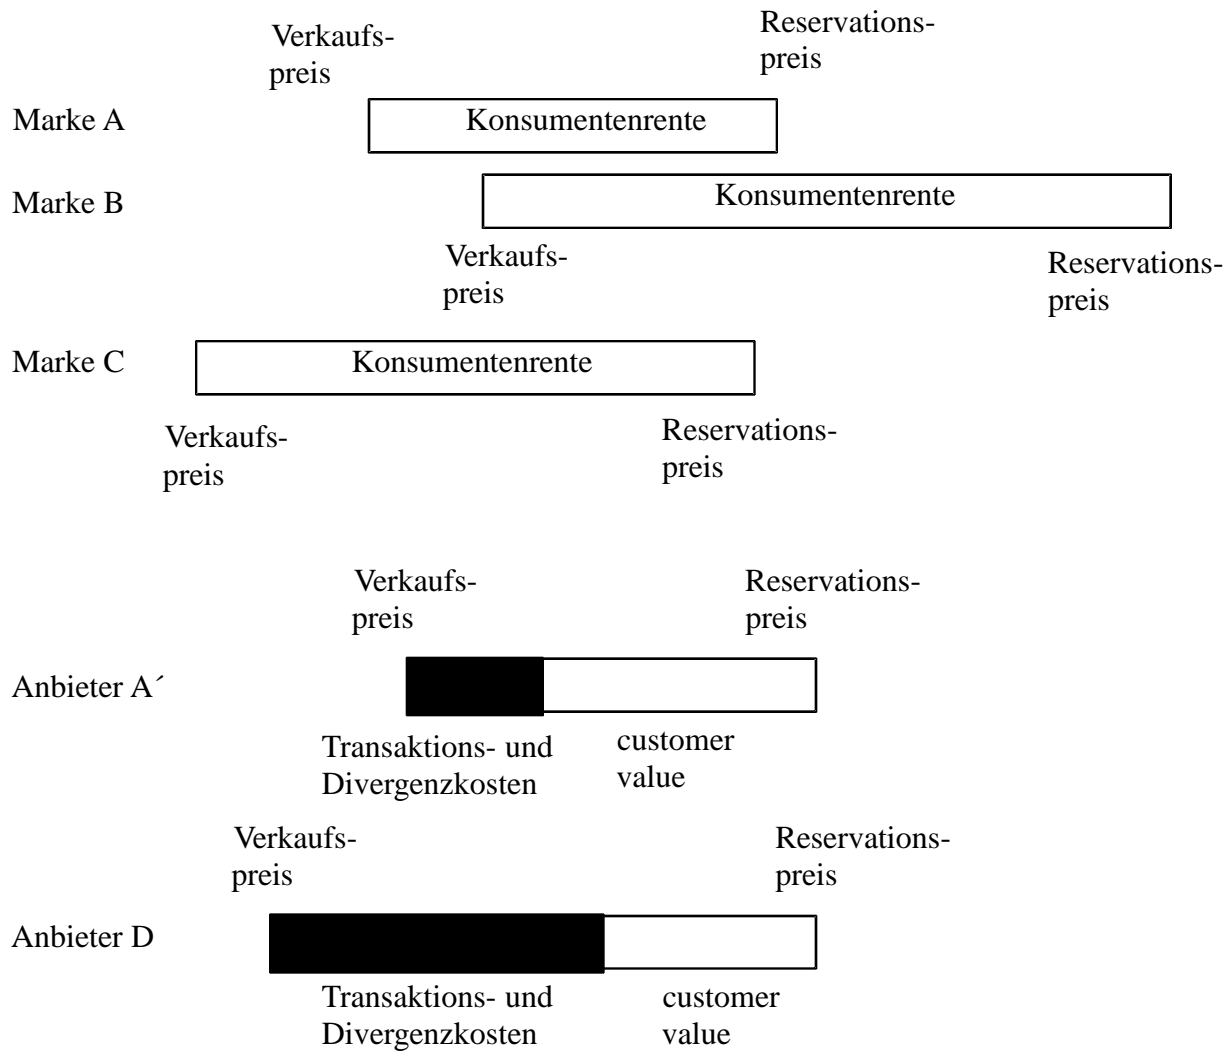 Verkaufs-
preis
Reservations-
preis
Marke A
Konsumentenrente
Marke B
Konsumentenrente
Verkaufs-
preis
Reservations-
preis
Marke C
Konsumentenrente
Verkaufs-
preis
Reservations-
preis
Verkaufs-
preis
Reservations-
preis
Anbieter A´
Transaktions- und
Divergenzkosten
customer
value
Verkaufs-
preis
Reservations-
preis
Anbieter D
Transaktions- und
Divergenzkosten
customer
value